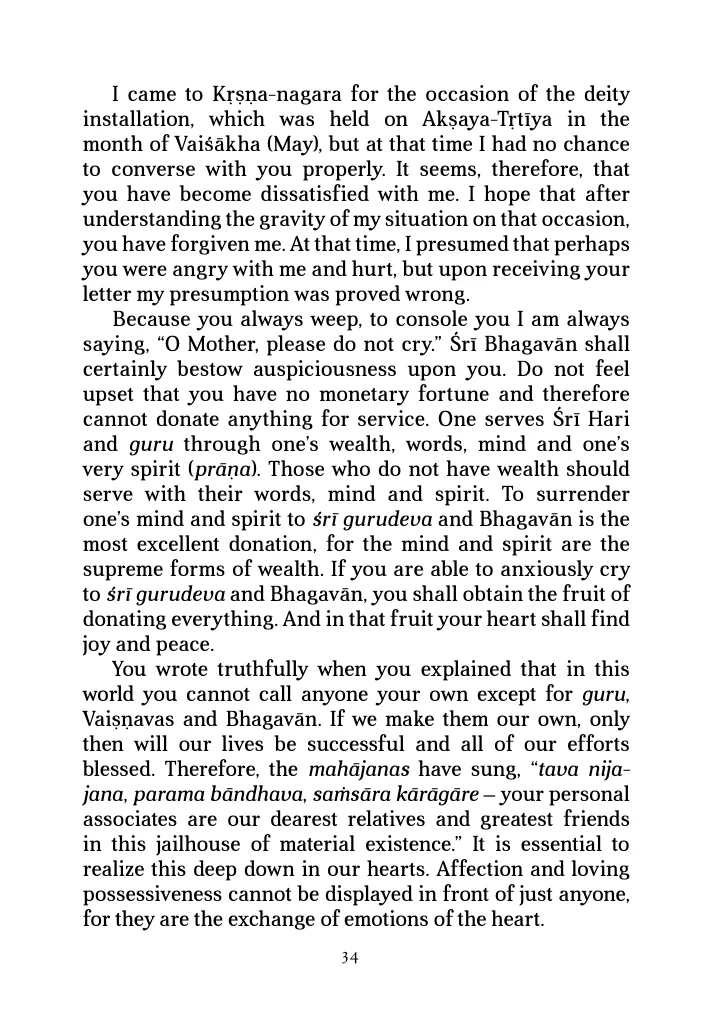 I came to Kṛṣṇa-nagara for the occasion of the deity
installation, which was held on Akṣaya-Tṛtīya in the
month of Vaiśākha (May), but at that time I had no chance
to converse with you properly. It seems, therefore, that
you have become dissatisfied with me. I hope that after
understanding the gravity of my situation on that occasion,
you have forgiven me. At that time, I presumed that perhaps
you were angry with me and hurt, but upon receiving your
letter my presumption was proved wrong.
Because you always weep, to console you I am always
saying, “O Mother, please do not cry.” Śrī Bhagavān shall
certainly bestow auspiciousness upon you. Do not feel
upset that you have no monetary fortune and therefore
cannot donate anything for service. One serves Śrī Hari
and guru through one’s wealth, words, mind and one’s
very spirit (prāṇa). Those who do not have wealth should
serve with their words, mind and spirit. To surrender
one’s mind and spirit to śrī gurudeva and Bhagavān is the
most excellent donation, for the mind and spirit are the
supreme forms of wealth. If you are able to anxiously cry
to śrī gurudeva and Bhagavān, you shall obtain the fruit of
donating everything. And in that fruit your heart shall find
joy and peace.
You wrote truthfully when you explained that in this
world you cannot call anyone your own except for guru,
Vaiṣṇavas and Bhagavān. If we make them our own, only
then will our lives be successful and all of our efforts
blessed. Therefore, the mahājanas have sung, “tava nija-
jana, parama bāndhava, saṁsāra kārāgāre – your personal
associates are our dearest relatives and greatest friends
in this jailhouse of material existence.” It is essential to
realize this deep down in our hearts. Affection and loving
possessiveness cannot be displayed in front of just anyone,
for they are the exchange of emotions of the heart.
34